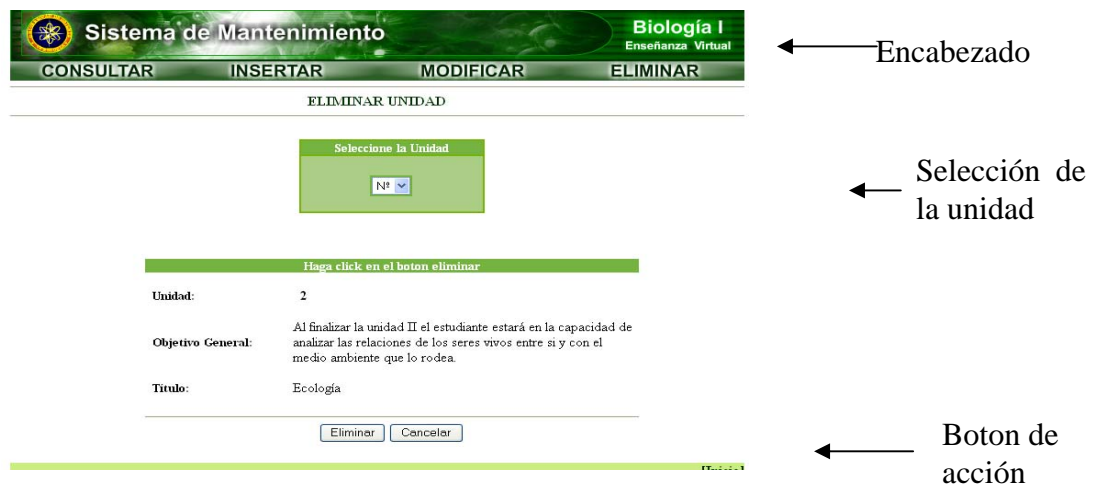 Sistema de Mantenimiento
Biología I
Enseñanza Virtual
Encabezado
CONSULTAR INSERTAR MODIFICAR ELIMINAR
ELIMINAR UNIDAD
Seleccione la Unidad
Nº
Selección de
la unidad
Haga click en el boton eliminar
Unidad: 2
Objetivo General: Al finalizar la unidad II el estudiante estará en la capacidad de
analizar las relaciones de los seres vivos entre si y con el
medio ambiente que lo rodea.
Titulo: Ecología
Eliminar Cancelar
Boton de
acción